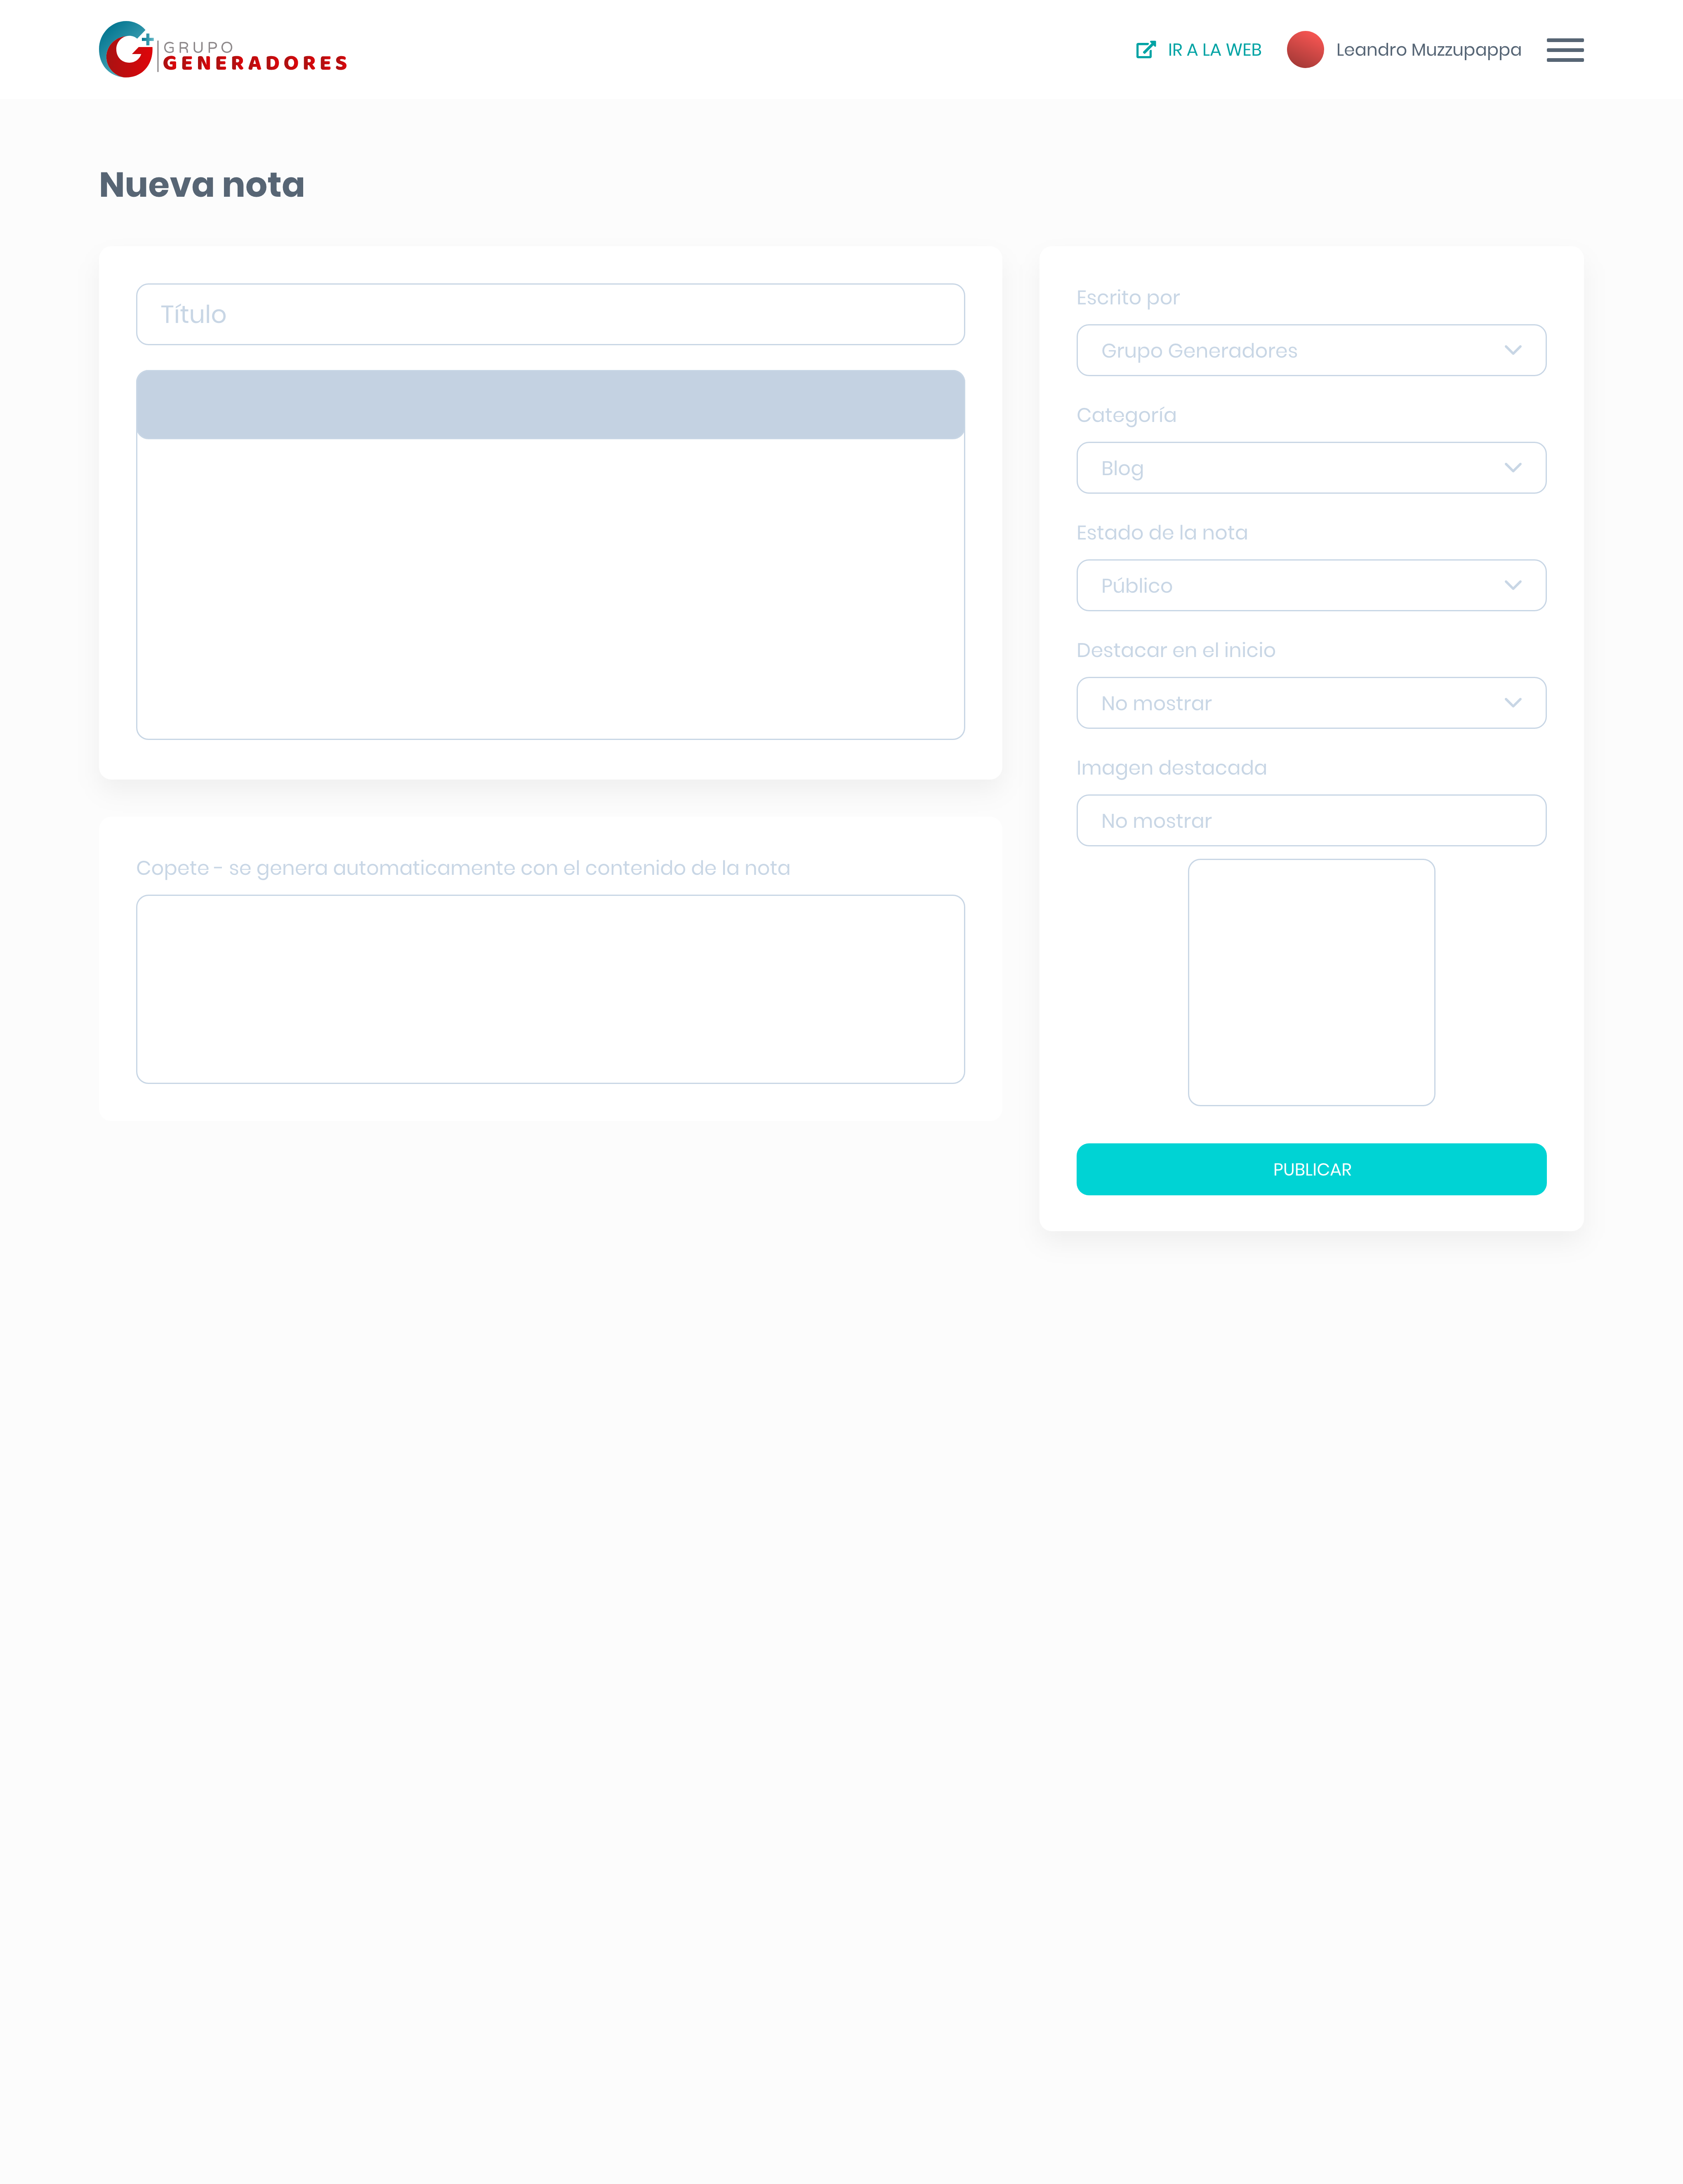 GRUPO
GENERADORES
IR A LA WEB
Leandro Muzzupappa
Nueva nota
Título
Copete - se genera automaticamente con el contenido de la nota
Escrito por
Grupo Generadores
Categoría
Blog
Estado de la nota
Público
Destacar en el inicio
No mostrar
Imagen destacada
No mostrar
PUBLICAR